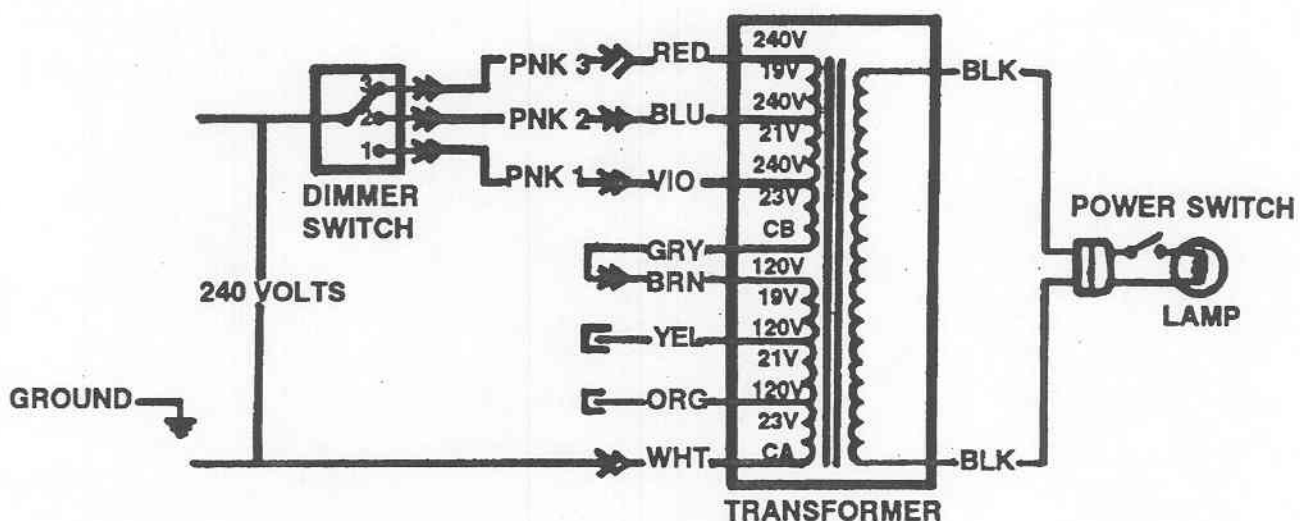 240V
PNK 3 RED
19V
BLK
3
240V
2
PNK 2 BLU
21V
1
240V
PNK 1 VIO
23V
DIMMER
SWITCH
CB
POWER SWITCH
GRY
120V
BRN
240 VOLTS
19V
LAMP
120V
YEL
21V
GROUND
120V
ORG
23V
WHT
CA
BLK
TRANSFORMER